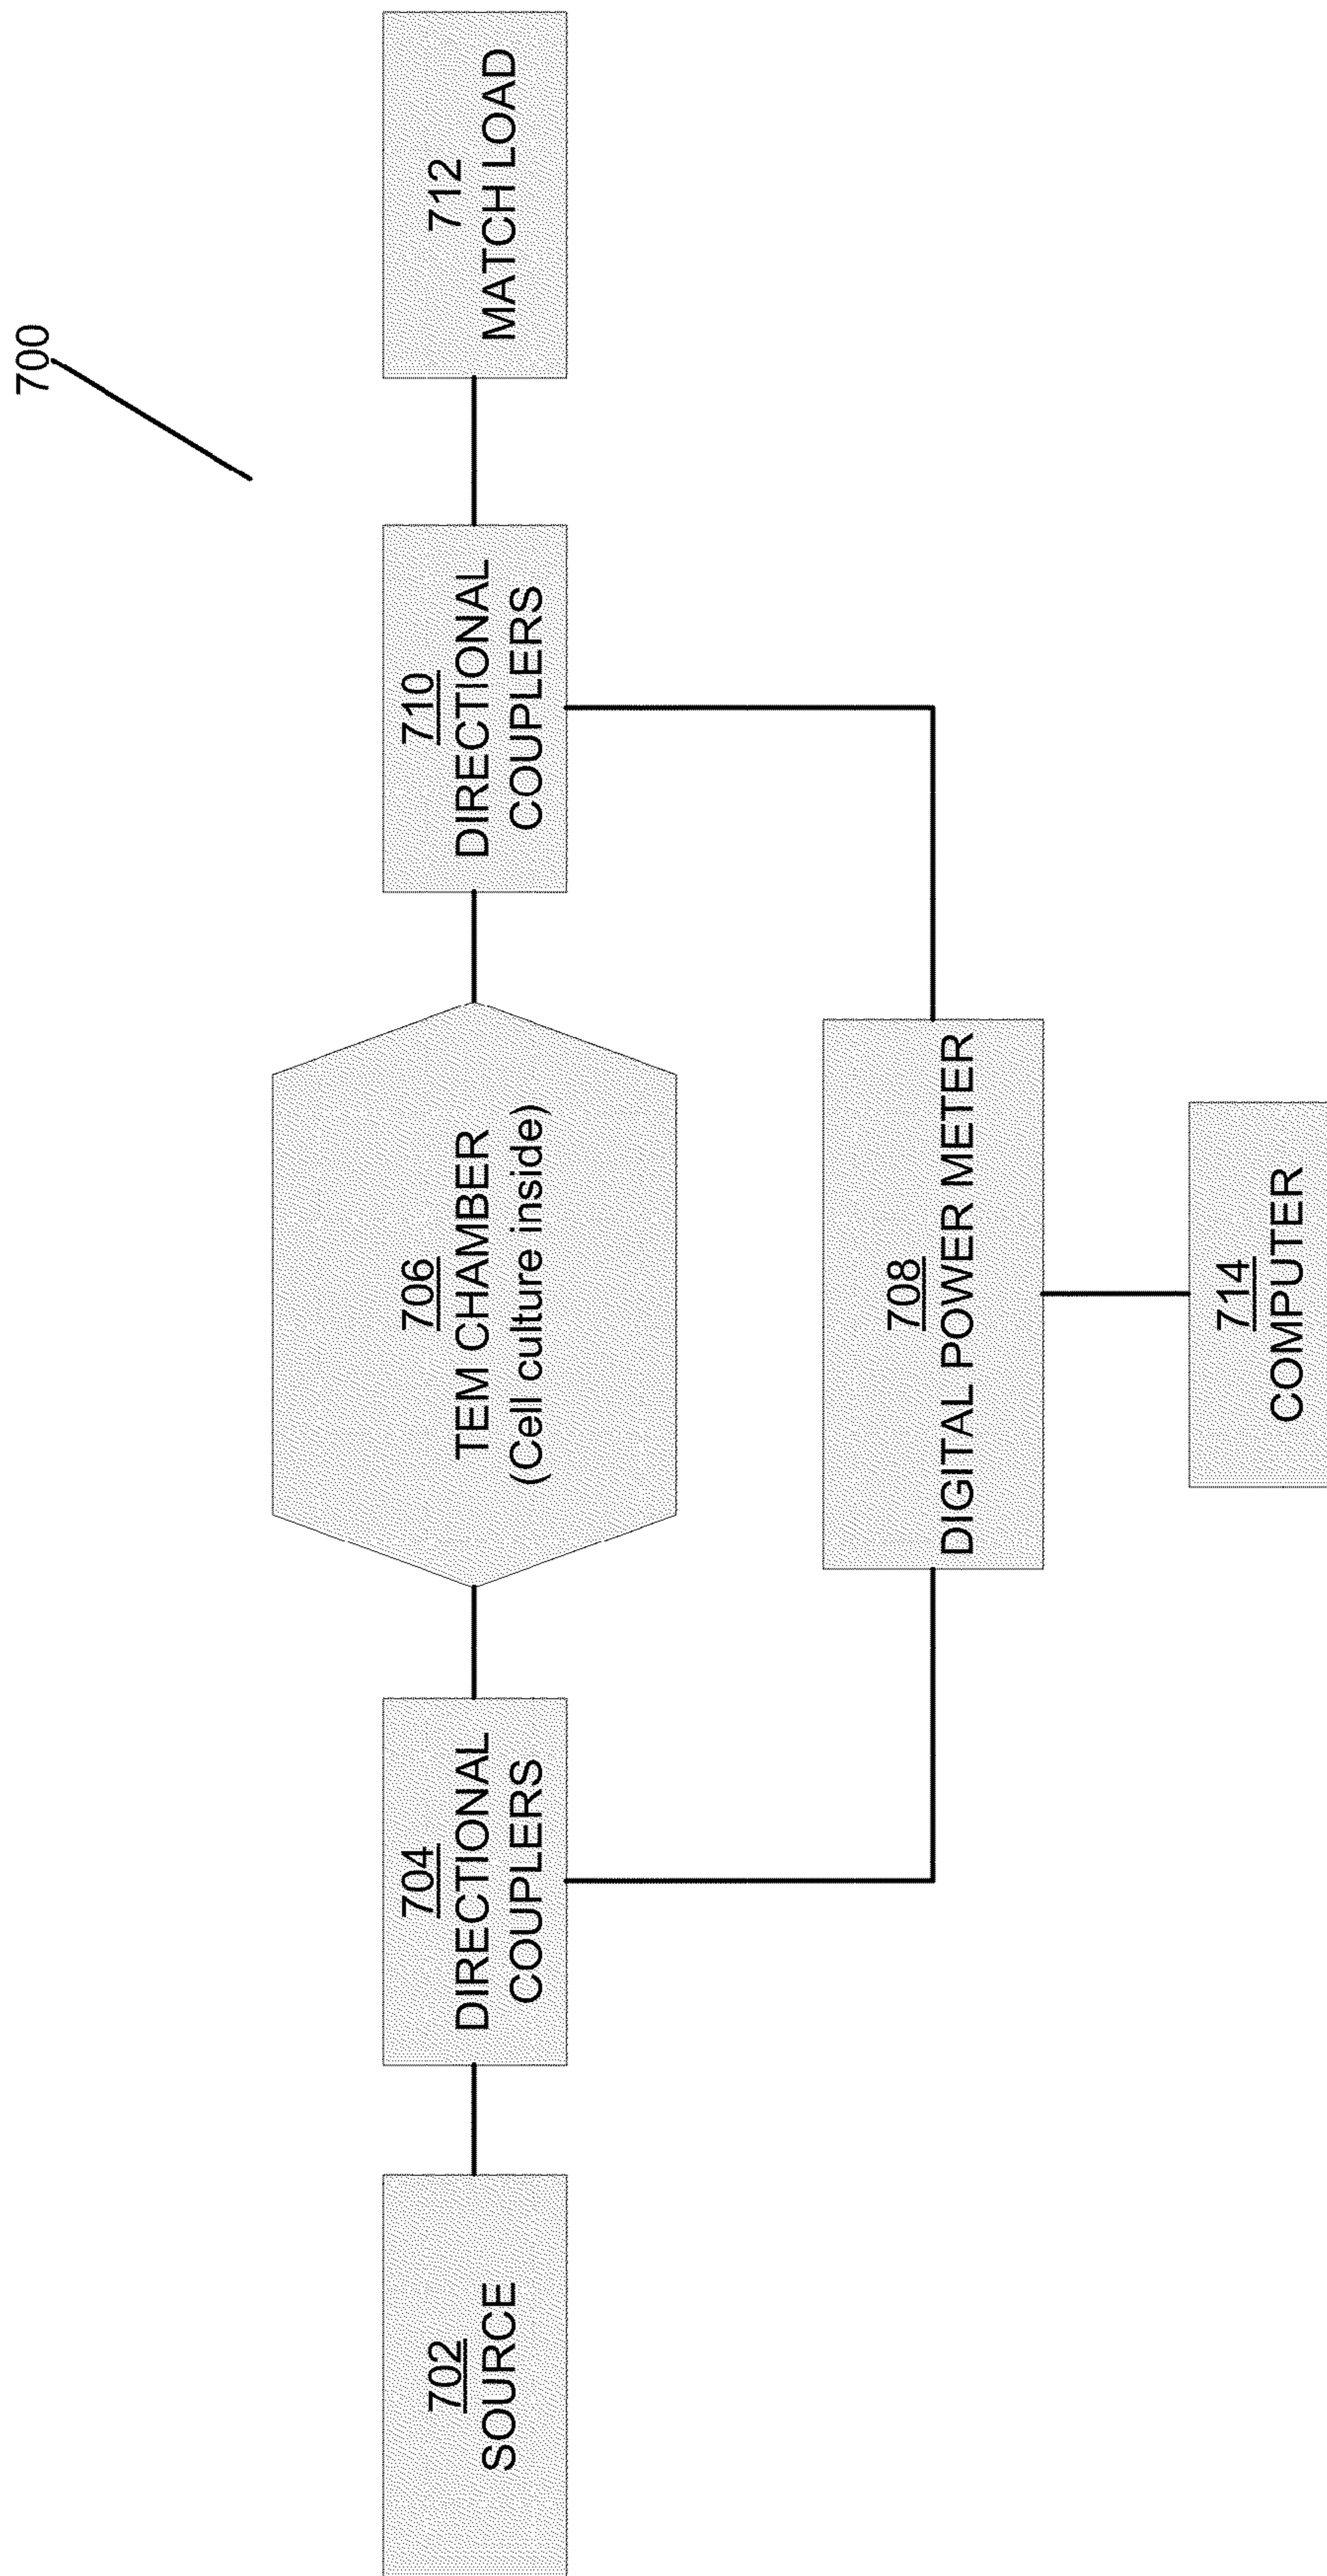 700
702
SOURCE
704
DIRECTIONAL
COUPLERS
706
TEM CHAMBER
(Cell culture inside)
710
DIRECTIONAL
COUPLERS
712
MATCH LOAD
708
DIGITAL POWER METER
714
COMPUTER